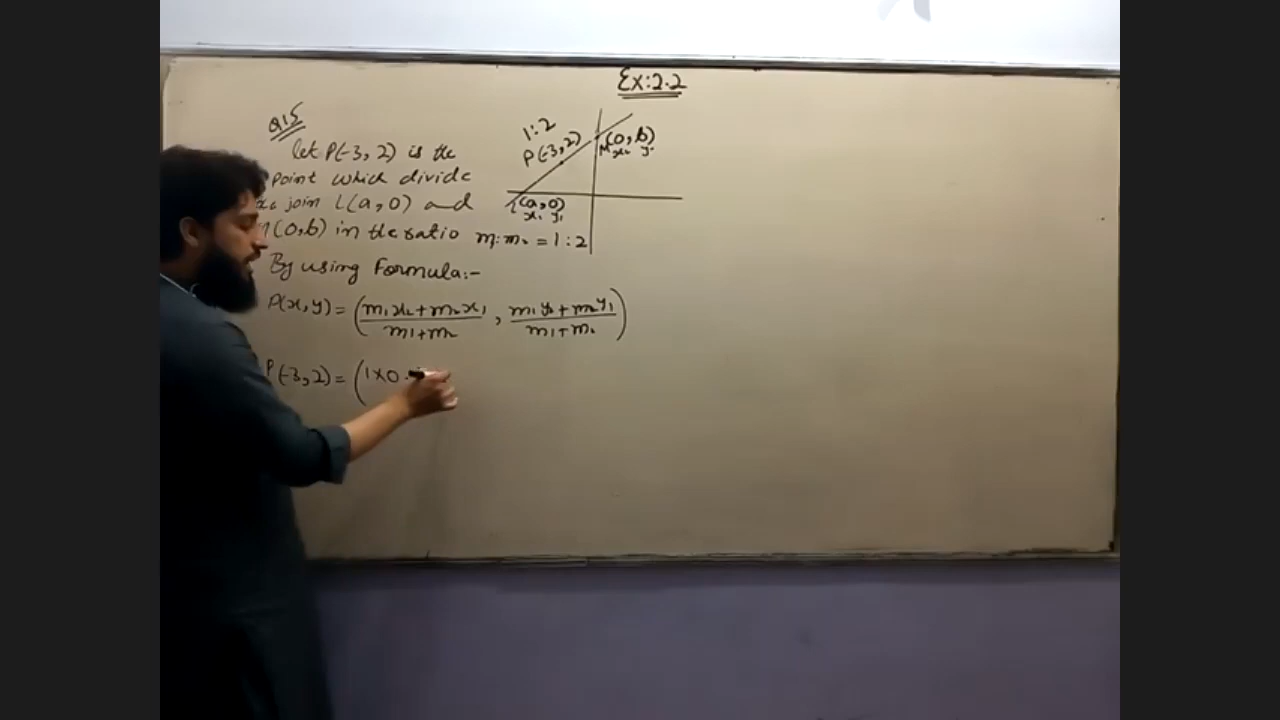 Ex:2.2
Q15
let P(-3, 2) is the
point which divide
join L(a, 0) and
(0, b) in the ratio m₁:m₂ = 1:2
By using Formula:-
P(x, y) = (m₁x₂+m₂x₁/m₁+m₂ , m₁y₂+m₂y₁/m₁+m₂)
P(-3, 2) = (1×0
1:2
P(-3, 2)
M(0, b)
x₂ y₂
L(a, 0)
x₁ y₁